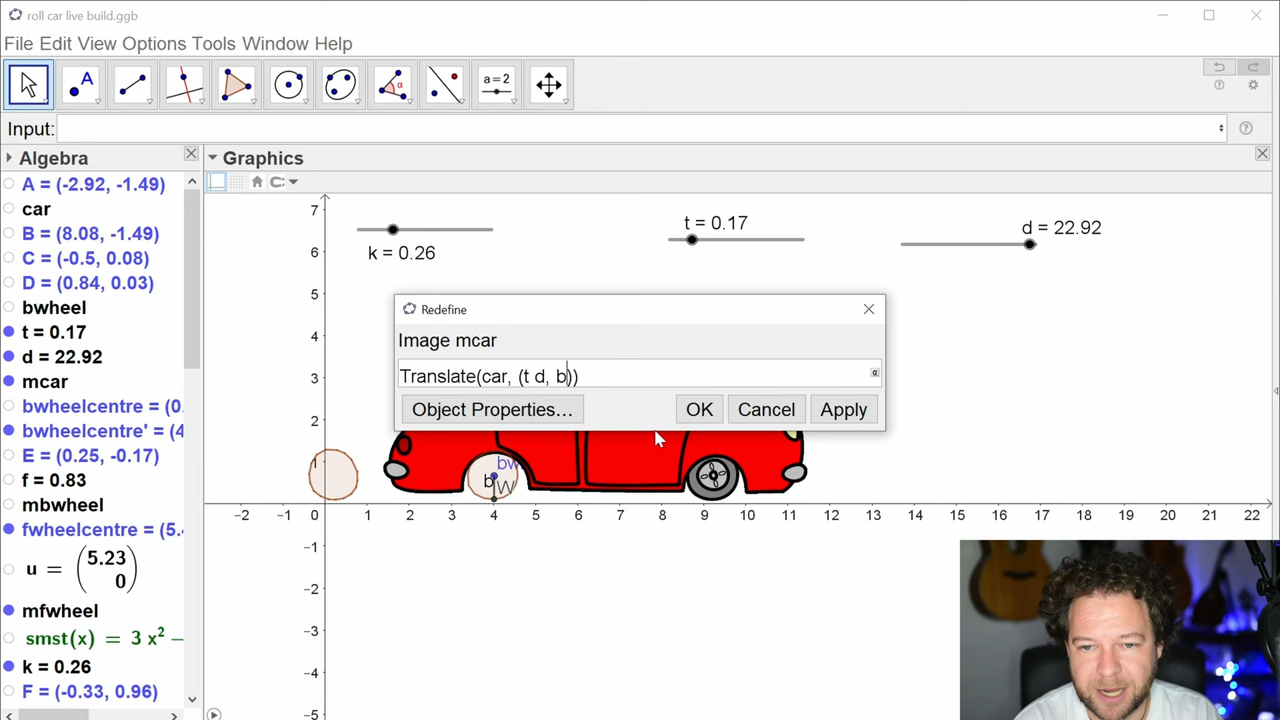 roll car live build.ggb
File Edit View Options Tools Window Help
A
α
a=2
Input:
Algebra
Graphics
A = (-2.92, -1.49)
car
B = (8.08, -1.49)
C = (-0.5, 0.08)
D = (0.84, 0.03)
bwheel
t = 0.17
d = 22.92
mcar
bwheelcentre = (0.
bwheelcentre' = (4
E = (0.25, -0.17)
f = 0.83
mbwheel
fwheelcentre = (5.
u = (5.23
0)
mfwheel
smst(x) = 3 x² −
k = 0.26
F = (-0.33, 0.96)
k = 0.26
t = 0.17
d = 22.92
Redefine
Image mcar
Translate(car, (t d, b))
α
Object Properties…
OK
Cancel
Apply
bw
b
W
7
6
5
4
3
2
1
−2 −1 0 1 2 3 4 5 6 7 8 9 10 11 12 13 14 15 16 17 18 19 20 21 22
−1
−2
−3
−4
−5